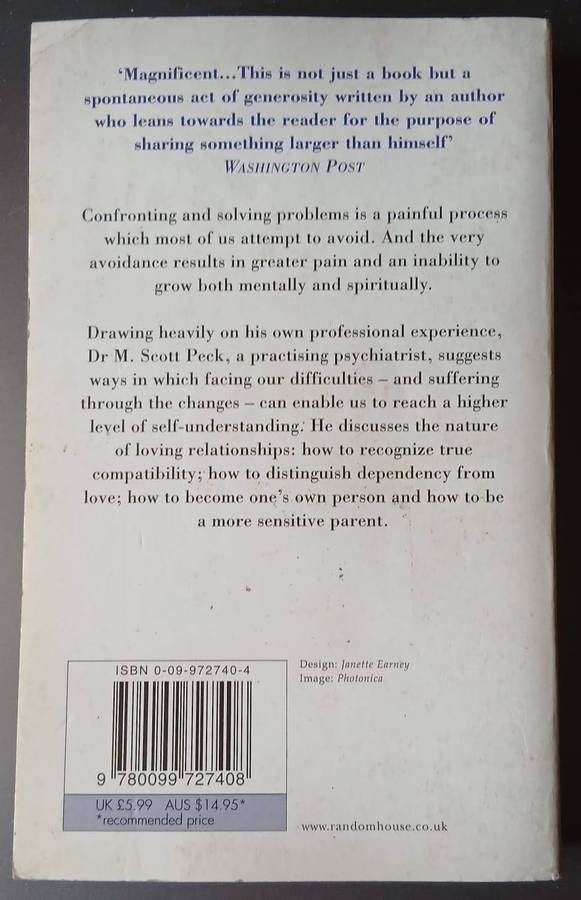 ‘Magnificent...This is not just a book but a
spontaneous act of generosity written by an author
who leans towards the reader for the purpose of
sharing something larger than himself’
WASHINGTON POST
Confronting and solving problems is a painful process
which most of us attempt to avoid. And the very
avoidance results in greater pain and an inability to
grow both mentally and spiritually.
Drawing heavily on his own professional experience,
Dr M. Scott Peck, a practising psychiatrist, suggests
ways in which facing our difficulties – and suffering
through the changes – can enable us to reach a higher
level of self-understanding. He discusses the nature
of loving relationships: how to recognize true
compatibility; how to distinguish dependency from
love; how to become one’s own person and how to be
a more sensitive parent.
ISBN 0-09-972740-4
9 780099 727408
UK £5.99 AUS $14.95*
*recommended price
Design: Janette Earney
Image: Photonica
www.randomhouse.co.uk